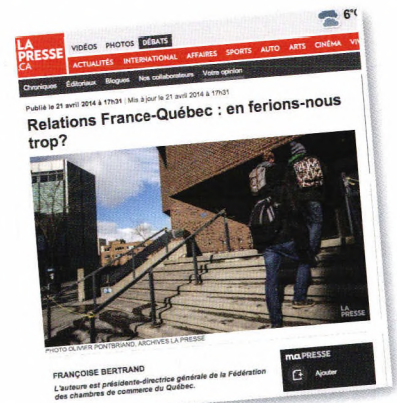 6°C
LA PRESSE.CA
VIDÉOS PHOTOS DÉBATS
ACTUALITÉS INTERNATIONAL AFFAIRES SPORTS AUTO ARTS CINÉMA
Chroniques Éditoriaux Blogues Nos collaborateurs Votre opinion
Publié le 21 avril 2014 à 17h31 | Mis à jour le 21 avril 2014 à 17h31
Relations France-Québec : en ferions-nous
trop?
LA PRESSE
PHOTO OLIVIER PONTBRIAND, ARCHIVES LA PRESSE
FRANÇOISE BERTRAND
L'auteure est présidente-directrice générale de la Fédération
des chambres de commerce du Québec.
ma PRESSE
Ajouter